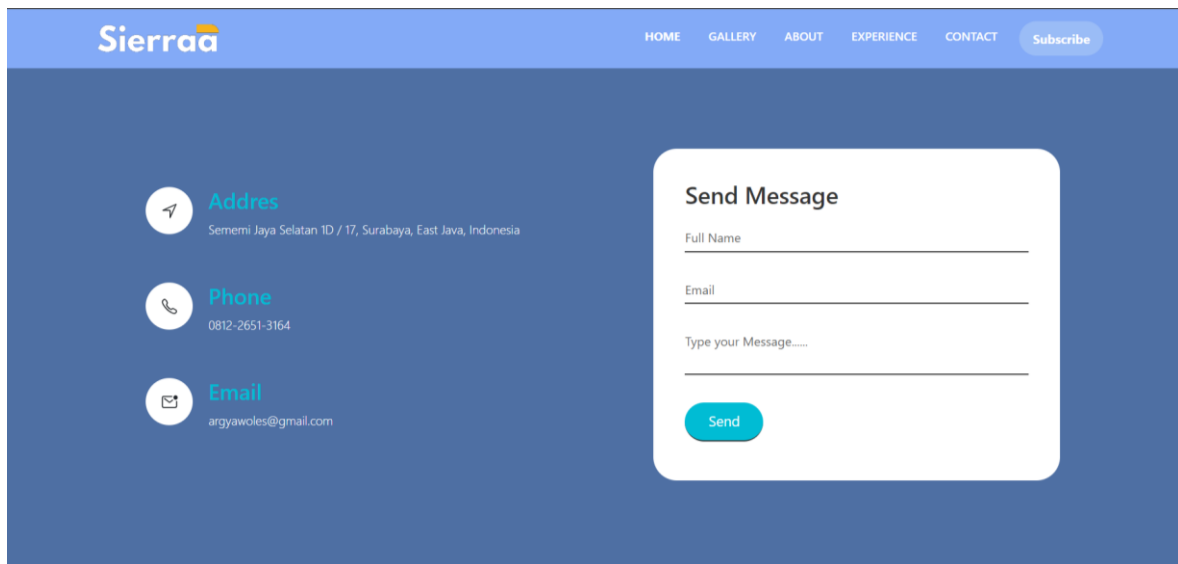 Sierraa
HOME GALLERY ABOUT EXPERIENCE CONTACT Subscribe
Addres
Sememi Jaya Selatan 1D / 17, Surabaya, East Java, Indonesia
Phone
0812-2651-3164
Email
argyawoles@gmail.com
Send Message
Full Name
Email
Type your Message......
Send